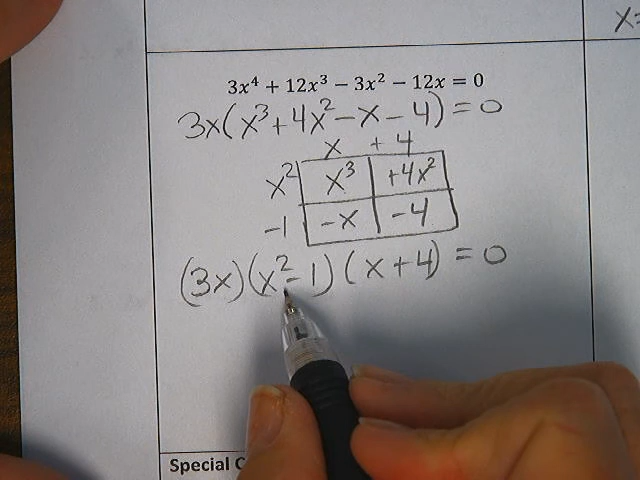 x=
3x⁴ + 12x³ − 3x² − 12x = 0
3x(x³+4x²-x-4)=0
x +4
x² x³ +4x²
-1 -x -4
(3x)(x²-1)(x+4)=0
Special